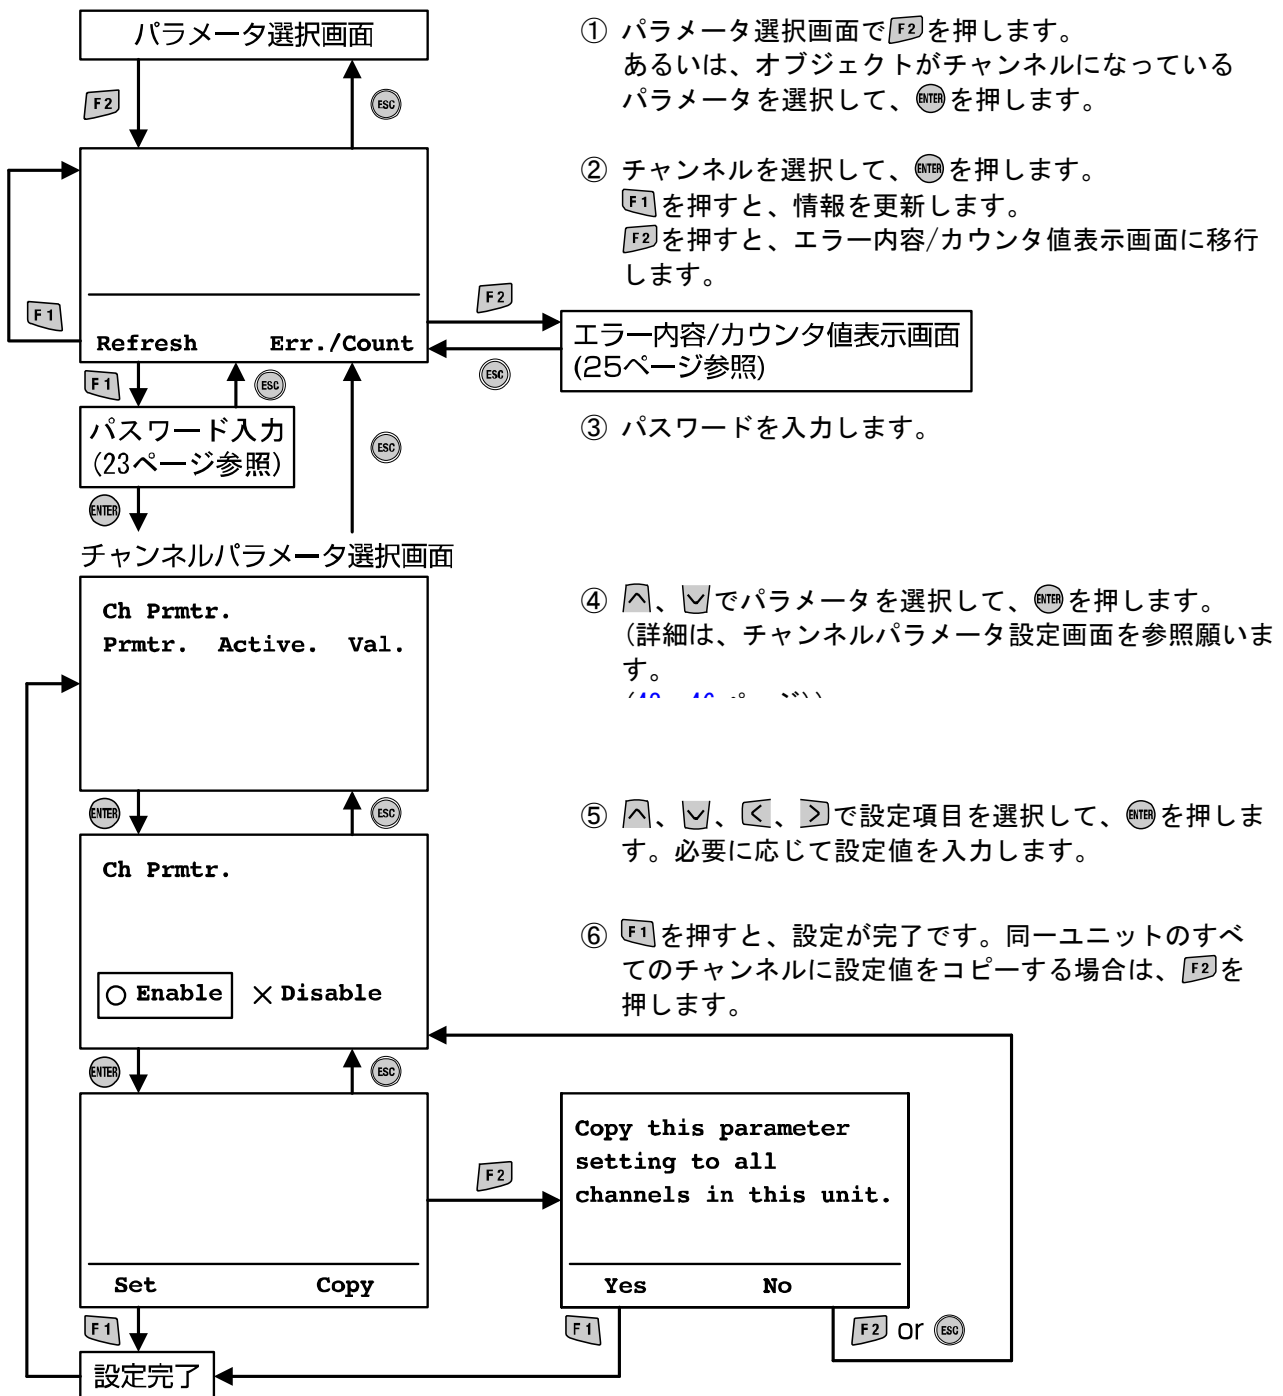 パラメータ選択画面
F2
ESC
F1
Refresh Err./Count
F2
ESC
エラー内容/カウンタ値表示画面
(25ページ参照)
F1
ESC
パスワード入力
(23ページ参照)
ESC
ENTER
チャンネルパラメータ選択画面
Ch Prmtr.
Prmtr. Active. Val.
ENTER
ESC
Ch Prmtr.
○ Enable × Disable
ENTER
ESC
Set Copy
F2
Copy this parameter
setting to all
channels in this unit.
Yes No
F1
F1
F2 or ESC
設定完了
① パラメータ選択画面でF2を押します。
あるいは、オブジェクトがチャンネルになっている
パラメータを選択して、ENTERを押します。
② チャンネルを選択して、ENTERを押します。
F1を押すと、情報を更新します。
F2を押すと、エラー内容/カウンタ値表示画面に移行
します。
③ パスワードを入力します。
④ ∧、∨でパラメータを選択して、ENTERを押します。
(詳細は、チャンネルパラメータ設定画面を参照願いま
す。
⑤ ∧、∨、<、>で設定項目を選択して、ENTERを押しま
す。必要に応じて設定値を入力します。
⑥ F1を押すと、設定が完了です。同一ユニットのすべ
てのチャンネルに設定値をコピーする場合は、F2を
押します。